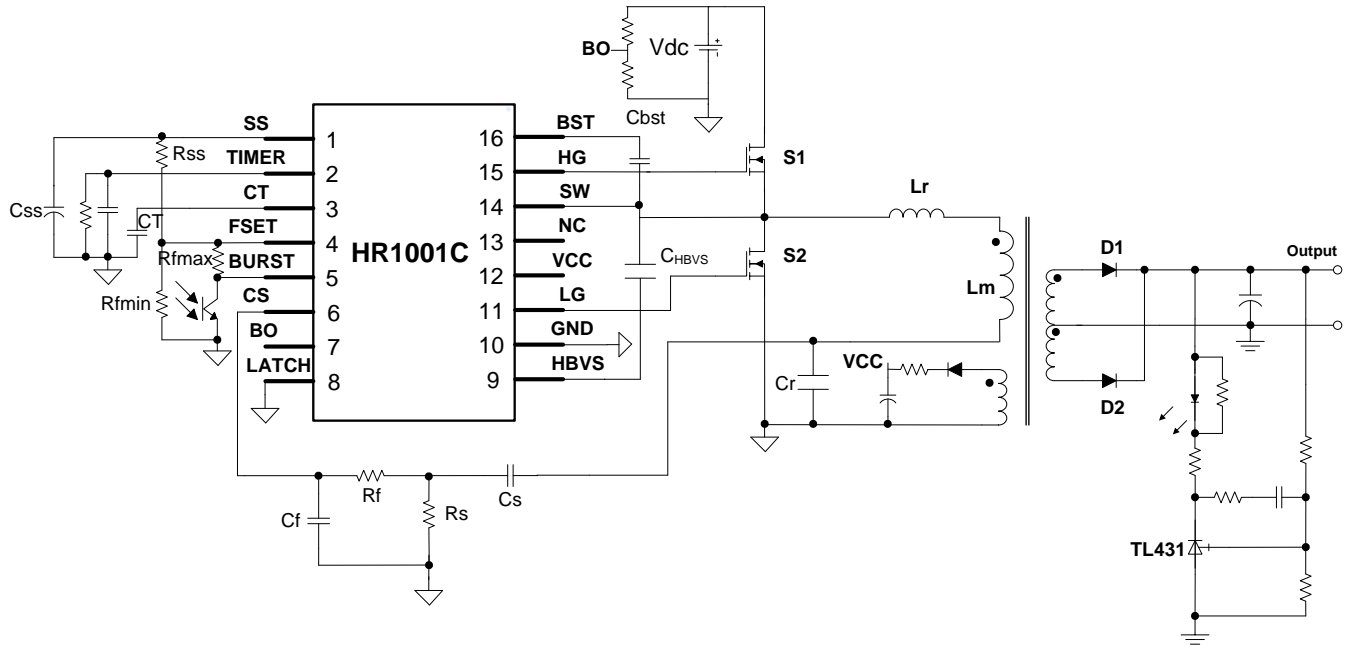 BO
Vdc
+
-
Cbst
SS
1
Rss
TIMER
2
CT
3
Css
CT
FSET
4
Rfmax
BURST
5
Rfmin
CS
6
BO
7
LATCH
8
HR1001C
16
BST
15
HG
14
SW
13
NC
12
VCC
11
LG
10
GND
9
HBVS
CHBVS
S1
S2
Lr
Lm
Cr
VCC
D1
D2
Output
TL431
Rf
Cs
Cf
Rs